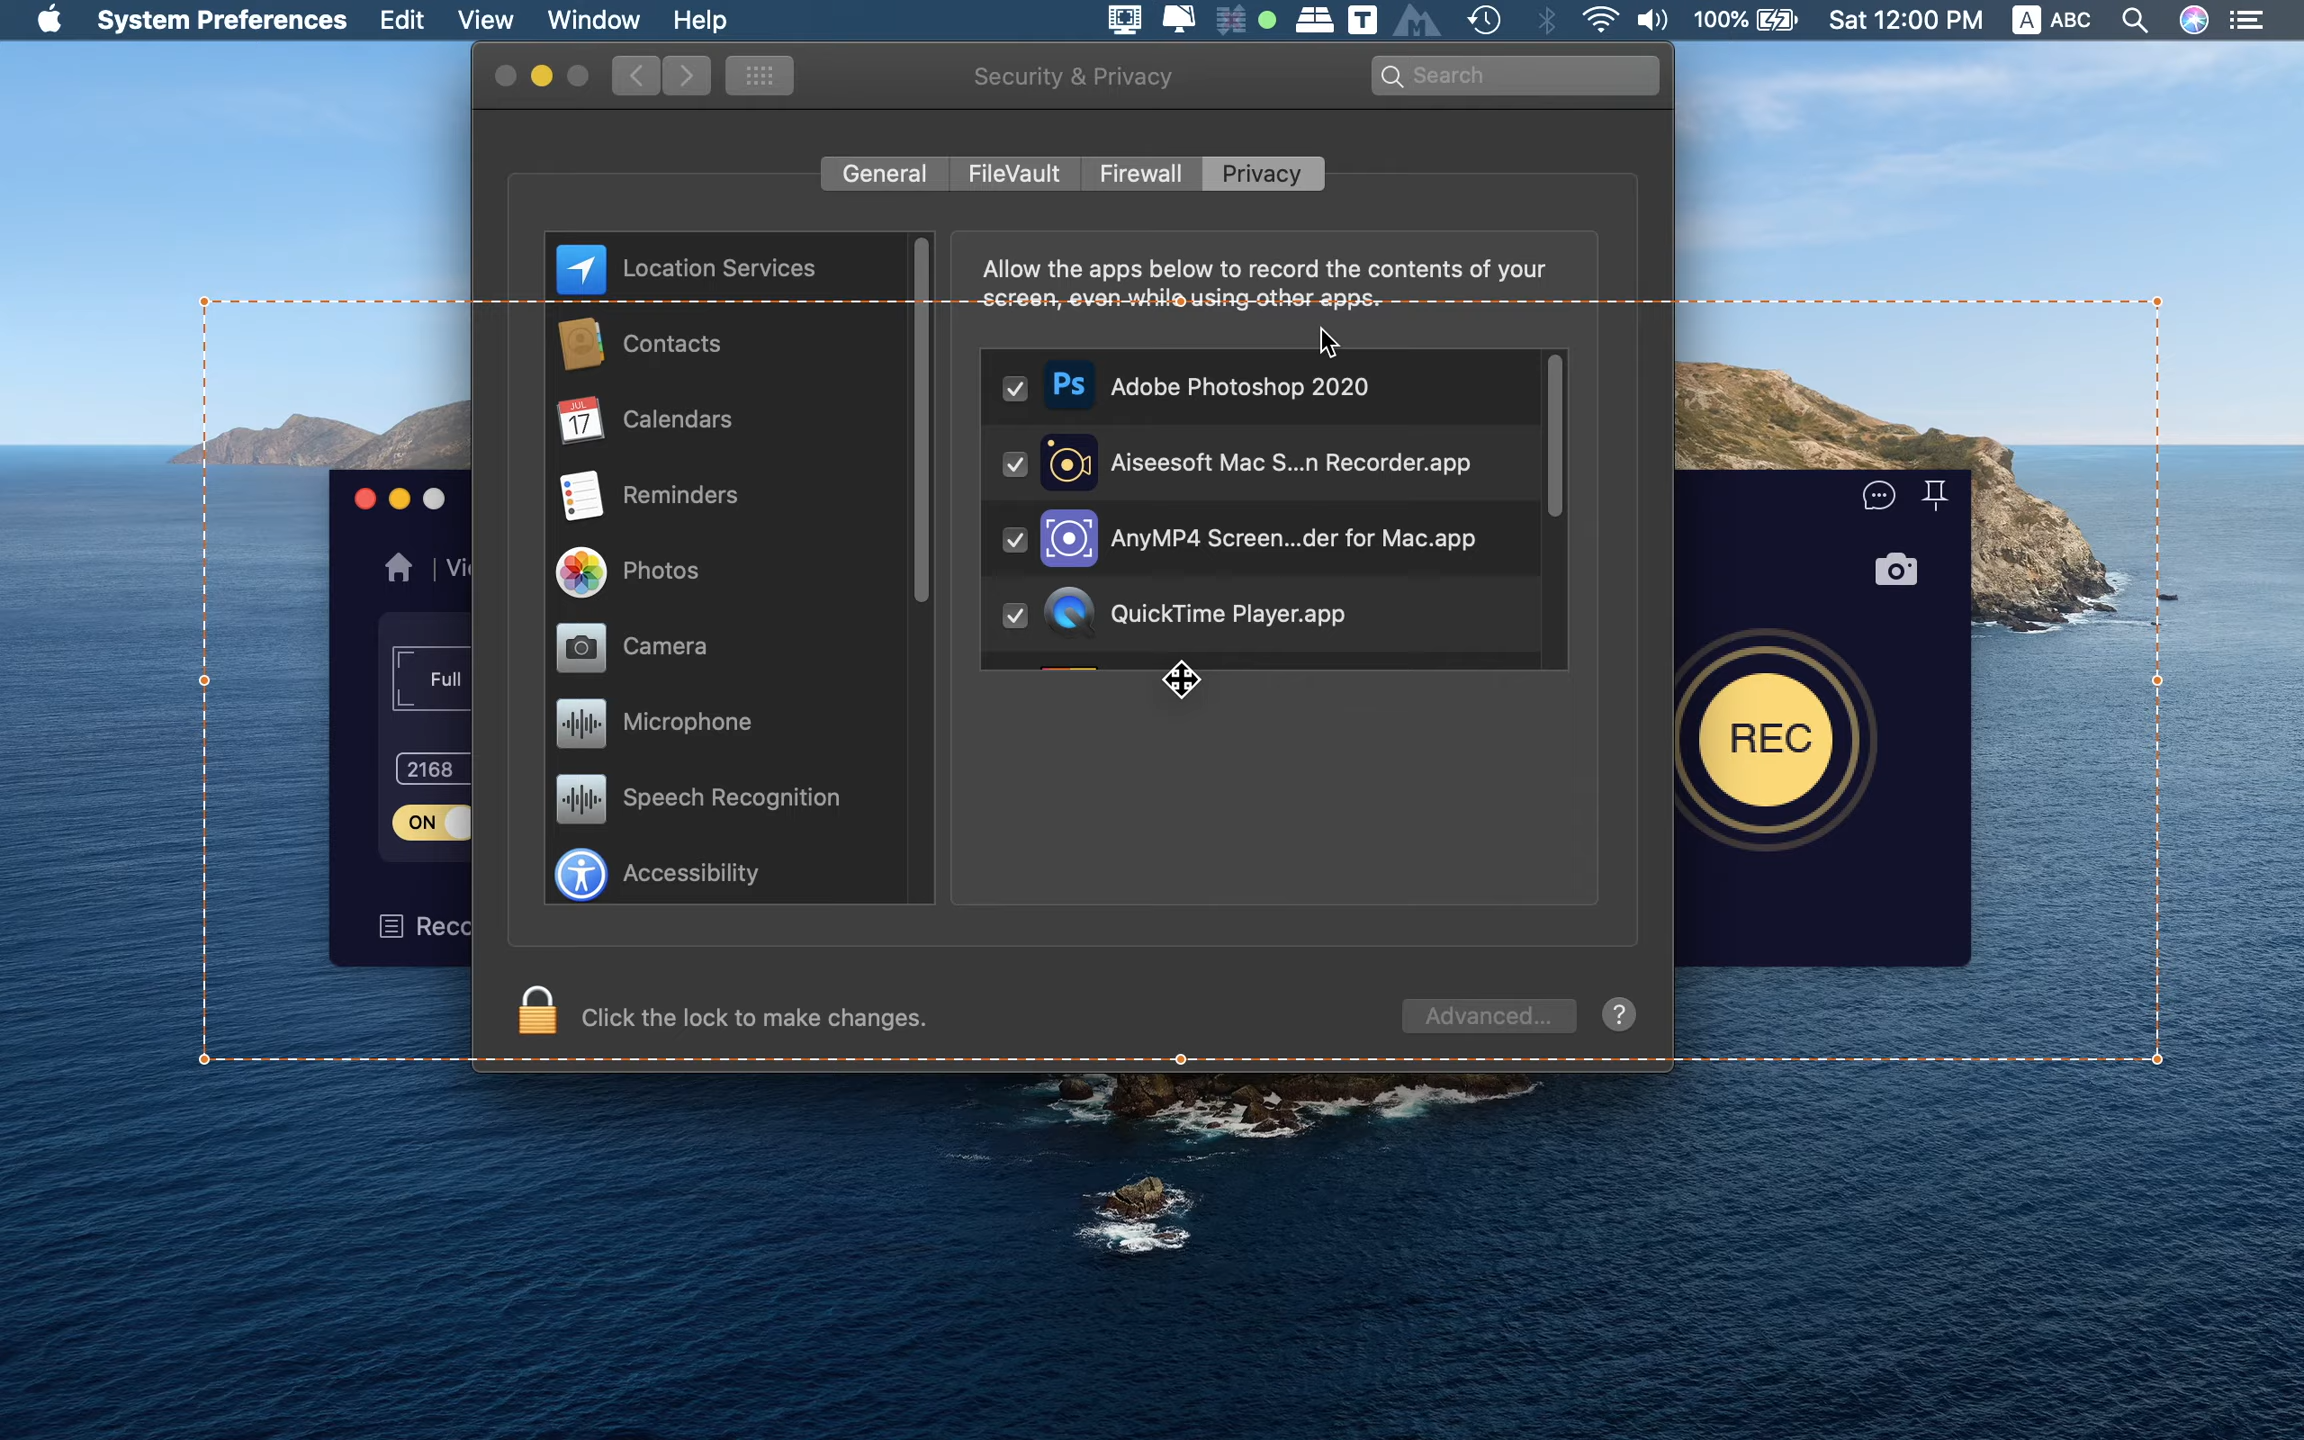 System Preferences Edit View Window Help
T
100%
Sat 12:00 PM
A ABC
Security & Privacy
Search
General FileVault Firewall Privacy
Location Services
Contacts
JUL
17
Calendars
Reminders
Photos
Camera
Microphone
Speech Recognition
Accessibility
Allow the apps below to record the contents of your
screen, even while using other apps.
Ps Adobe Photoshop 2020
Aiseesoft Mac S...n Recorder.app
AnyMP4 Screen...der for Mac.app
QuickTime Player.app
Full
2168
ON
REC
Click the lock to make changes.
Advanced...
?